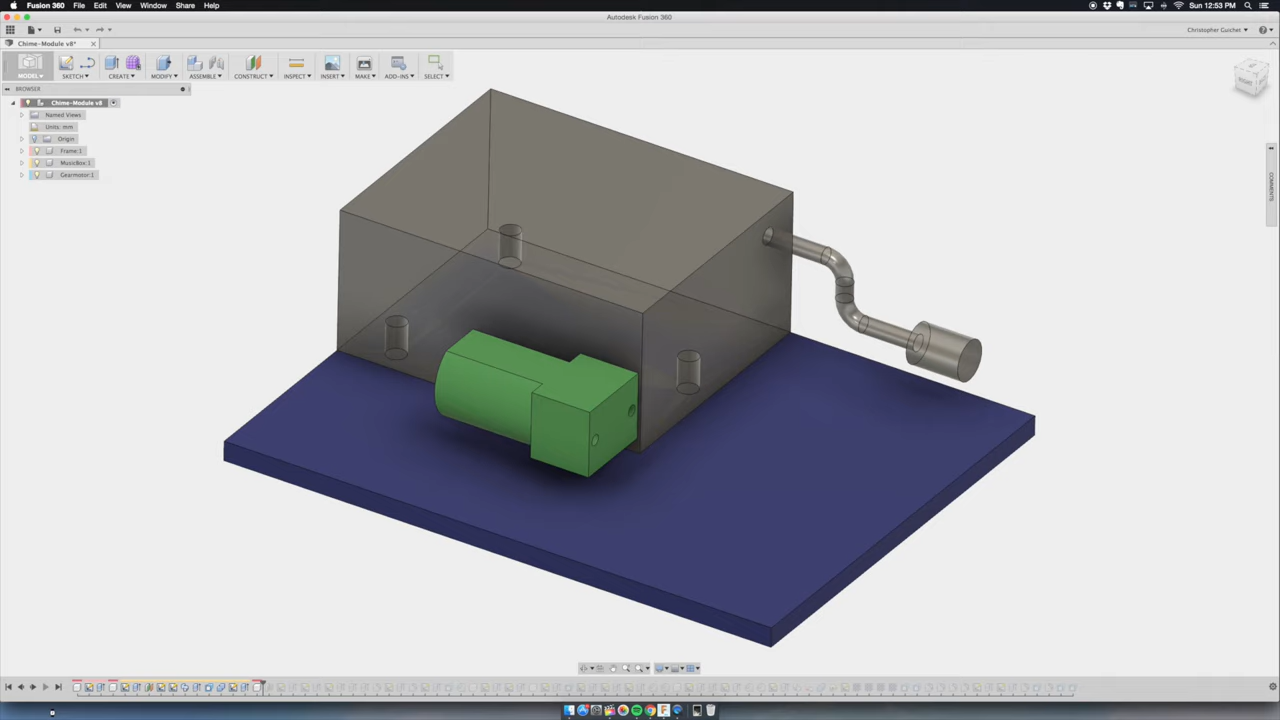 Fusion 360 File Edit View Window Share Help Sun 12:53 PM
Autodesk Fusion 360
Christopher Guichet
Chime-Module v8*
MODEL SKETCH CREATE MODIFY ASSEMBLE CONSTRUCT INSPECT INSERT MAKE ADD-INS SELECT
BROWSER
Chime-Module v8
Named Views
Units: mm
Origin
Frame:1
MusicBox:1
Gearmotor:1
COMMENTS